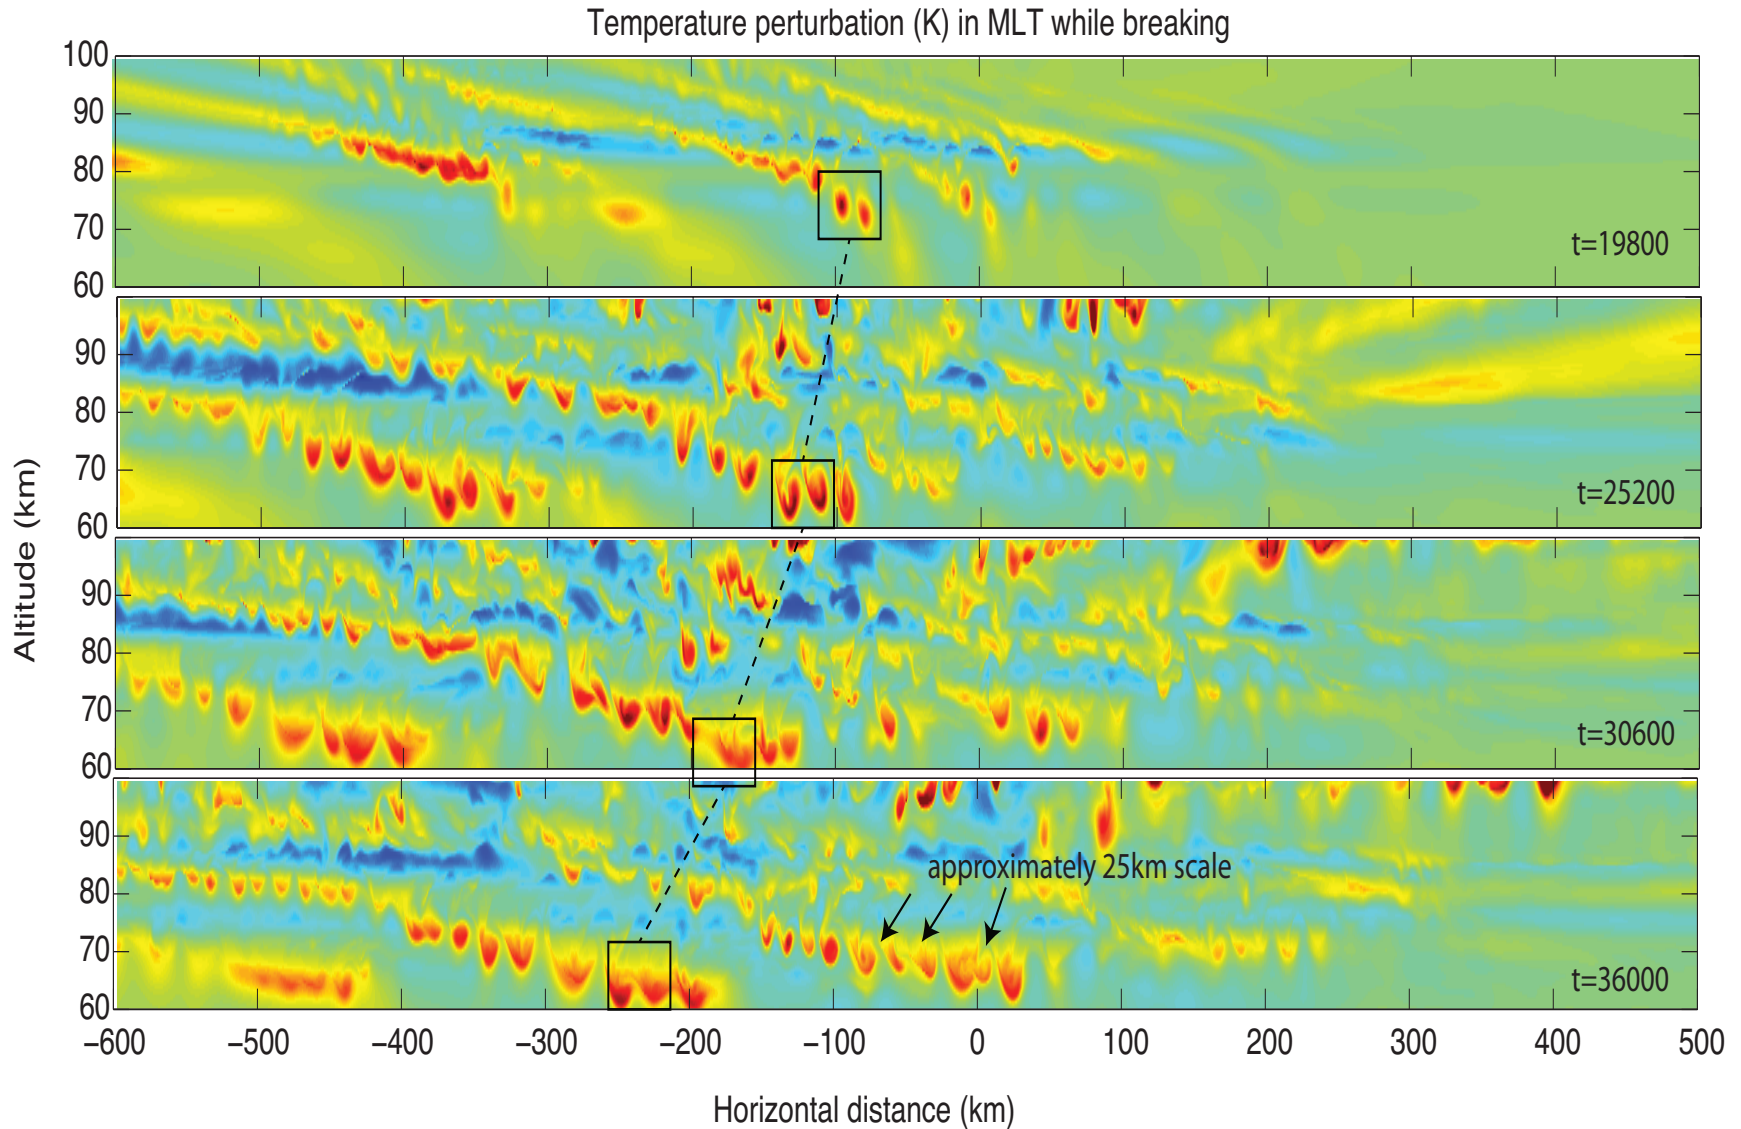 Temperature perturbation (K) in MLT while breaking
100
90
80
70
60
t=19800
90
80
70
60
t=25200
90
80
70
60
t=30600
90
80
70
60
approximately 25km scale
t=36000
−600 −500 −400 −300 −200 −100 0 100 200 300 400 500
Altitude (km)
Horizontal distance (km)